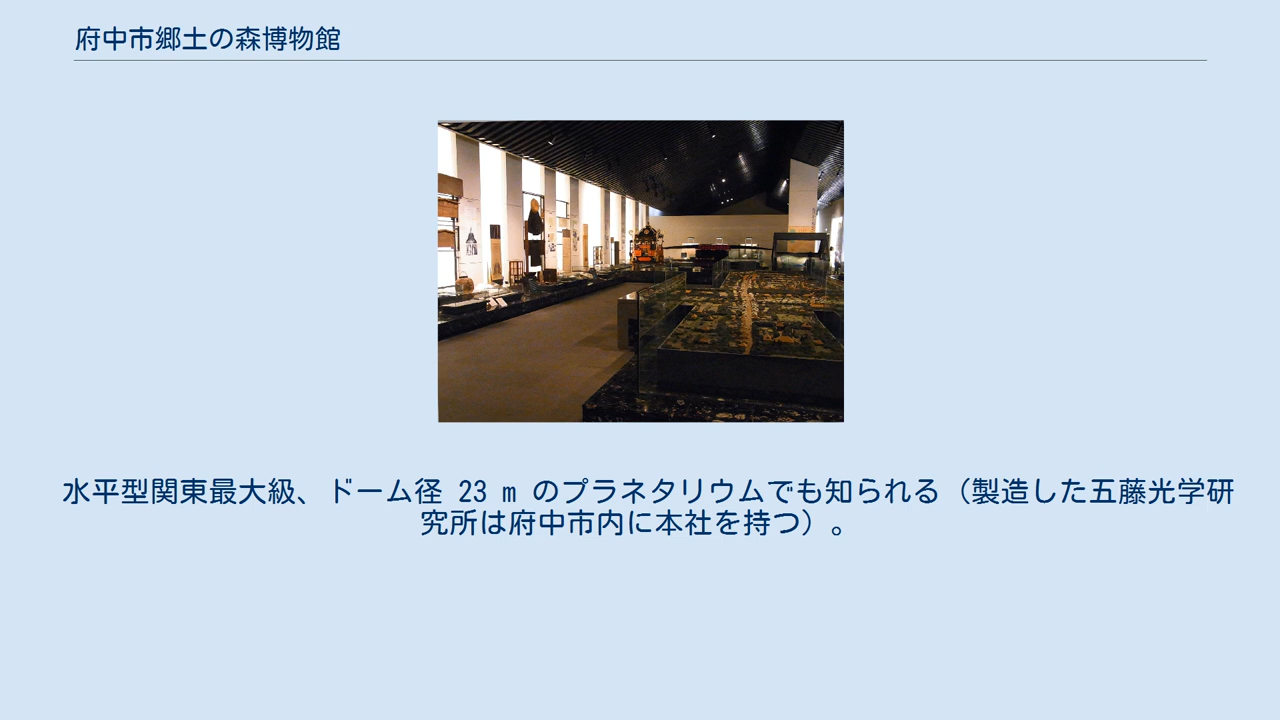 府中市郷土の森博物館
水平型関東最大級、ドーム径 23 m のプラネタリウムでも知られる（製造した五藤光学研
究所は府中市内に本社を持つ）。